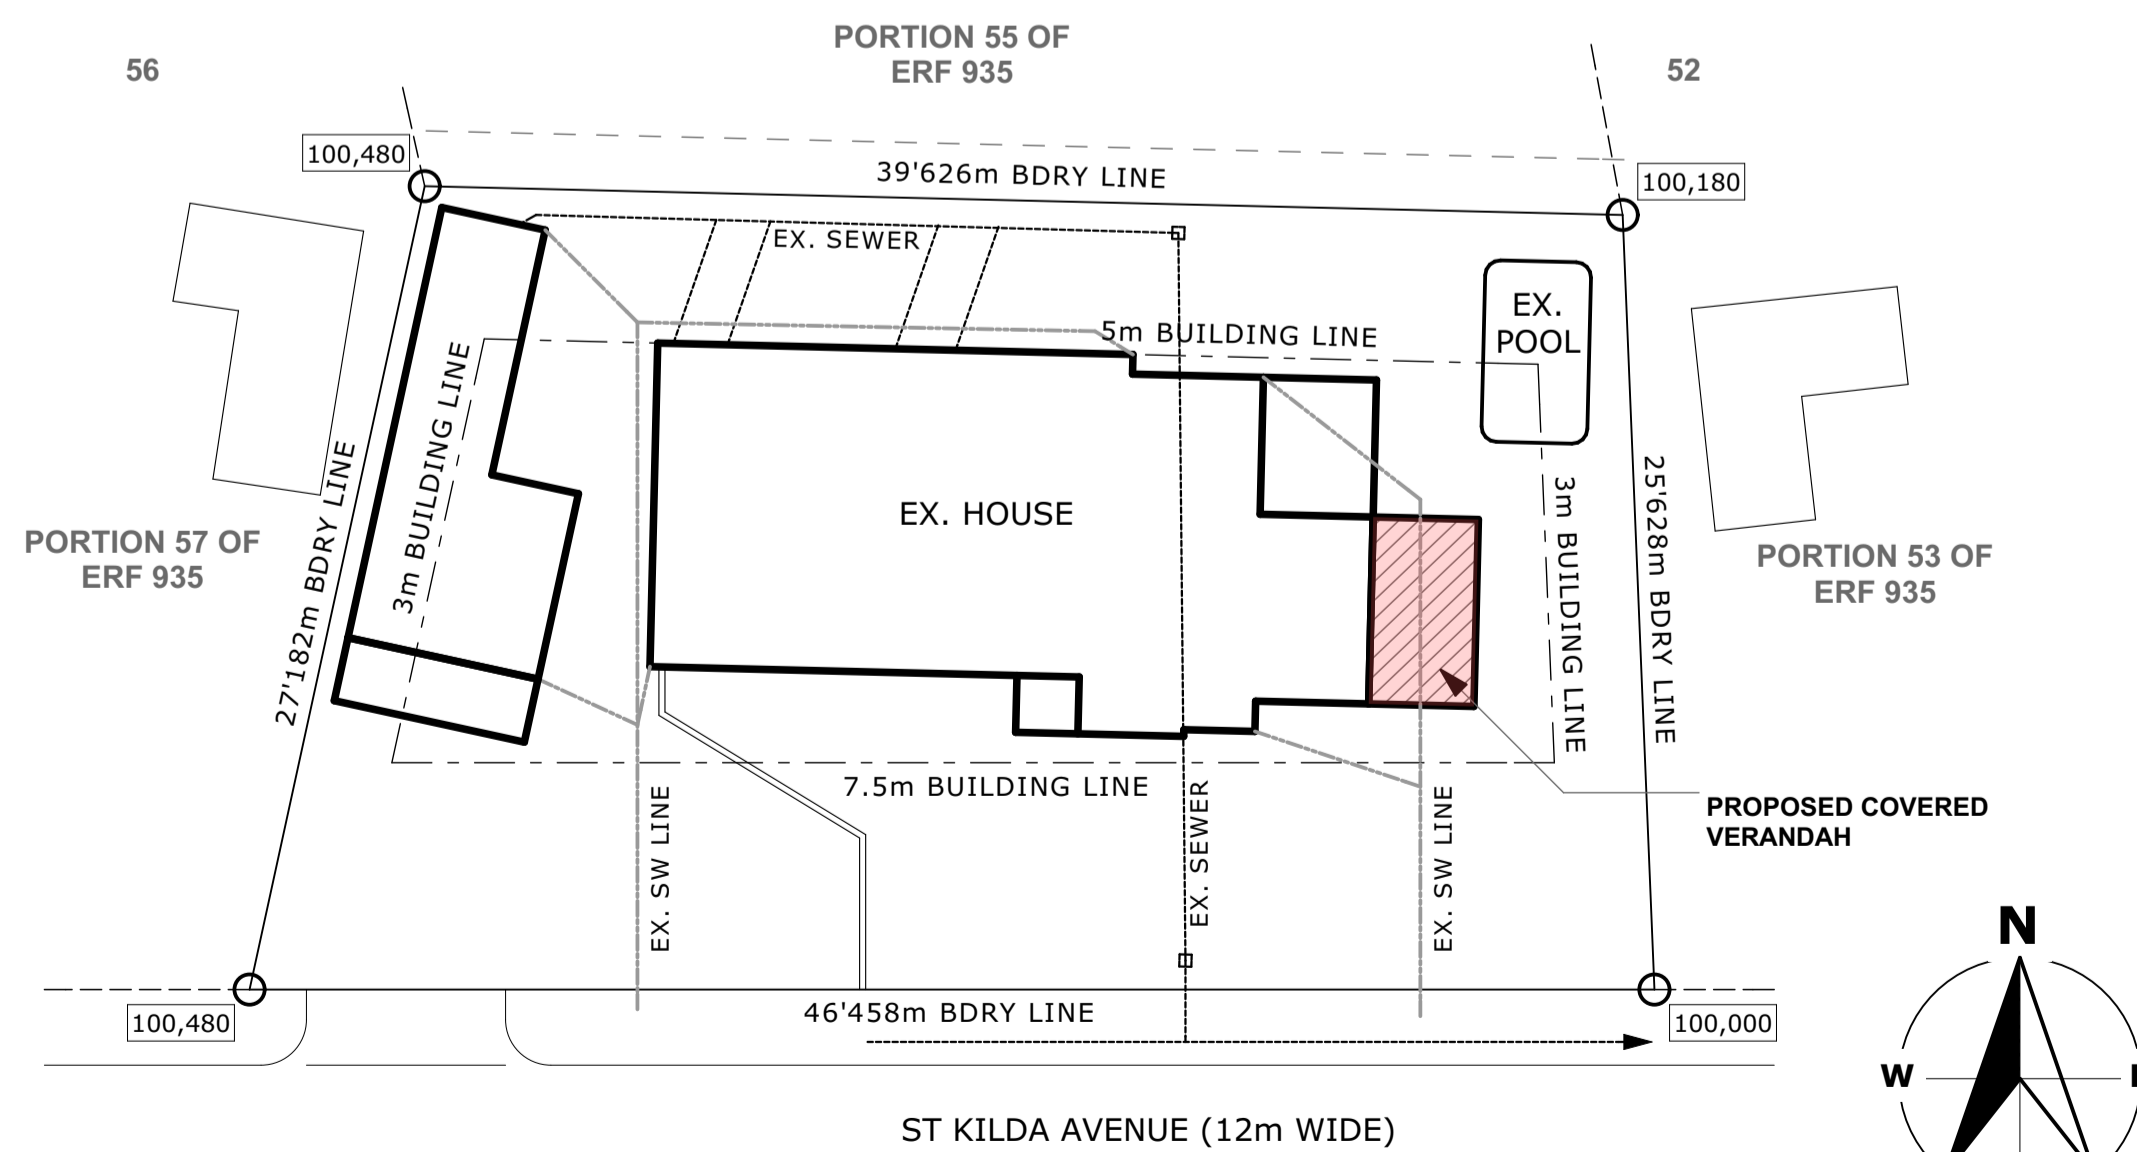 PORTION 55 OF
ERF 935
56
52
100,480
39'626m BDRY LINE
100,180
EX. SEWER
EX.
POOL
5m BUILDING LINE
3m BUILDING LINE
27'182m BDRY LINE
EX. HOUSE
3m BUILDING LINE
25'628m BDRY LINE
PORTION 57 OF
ERF 935
PORTION 53 OF
ERF 935
7.5m BUILDING LINE
PROPOSED COVERED
VERANDAH
EX. SW LINE
EX. SEWER
EX. SW LINE
N
W
100,480
46'458m BDRY LINE
100,000
ST KILDA AVENUE (12m WIDE)